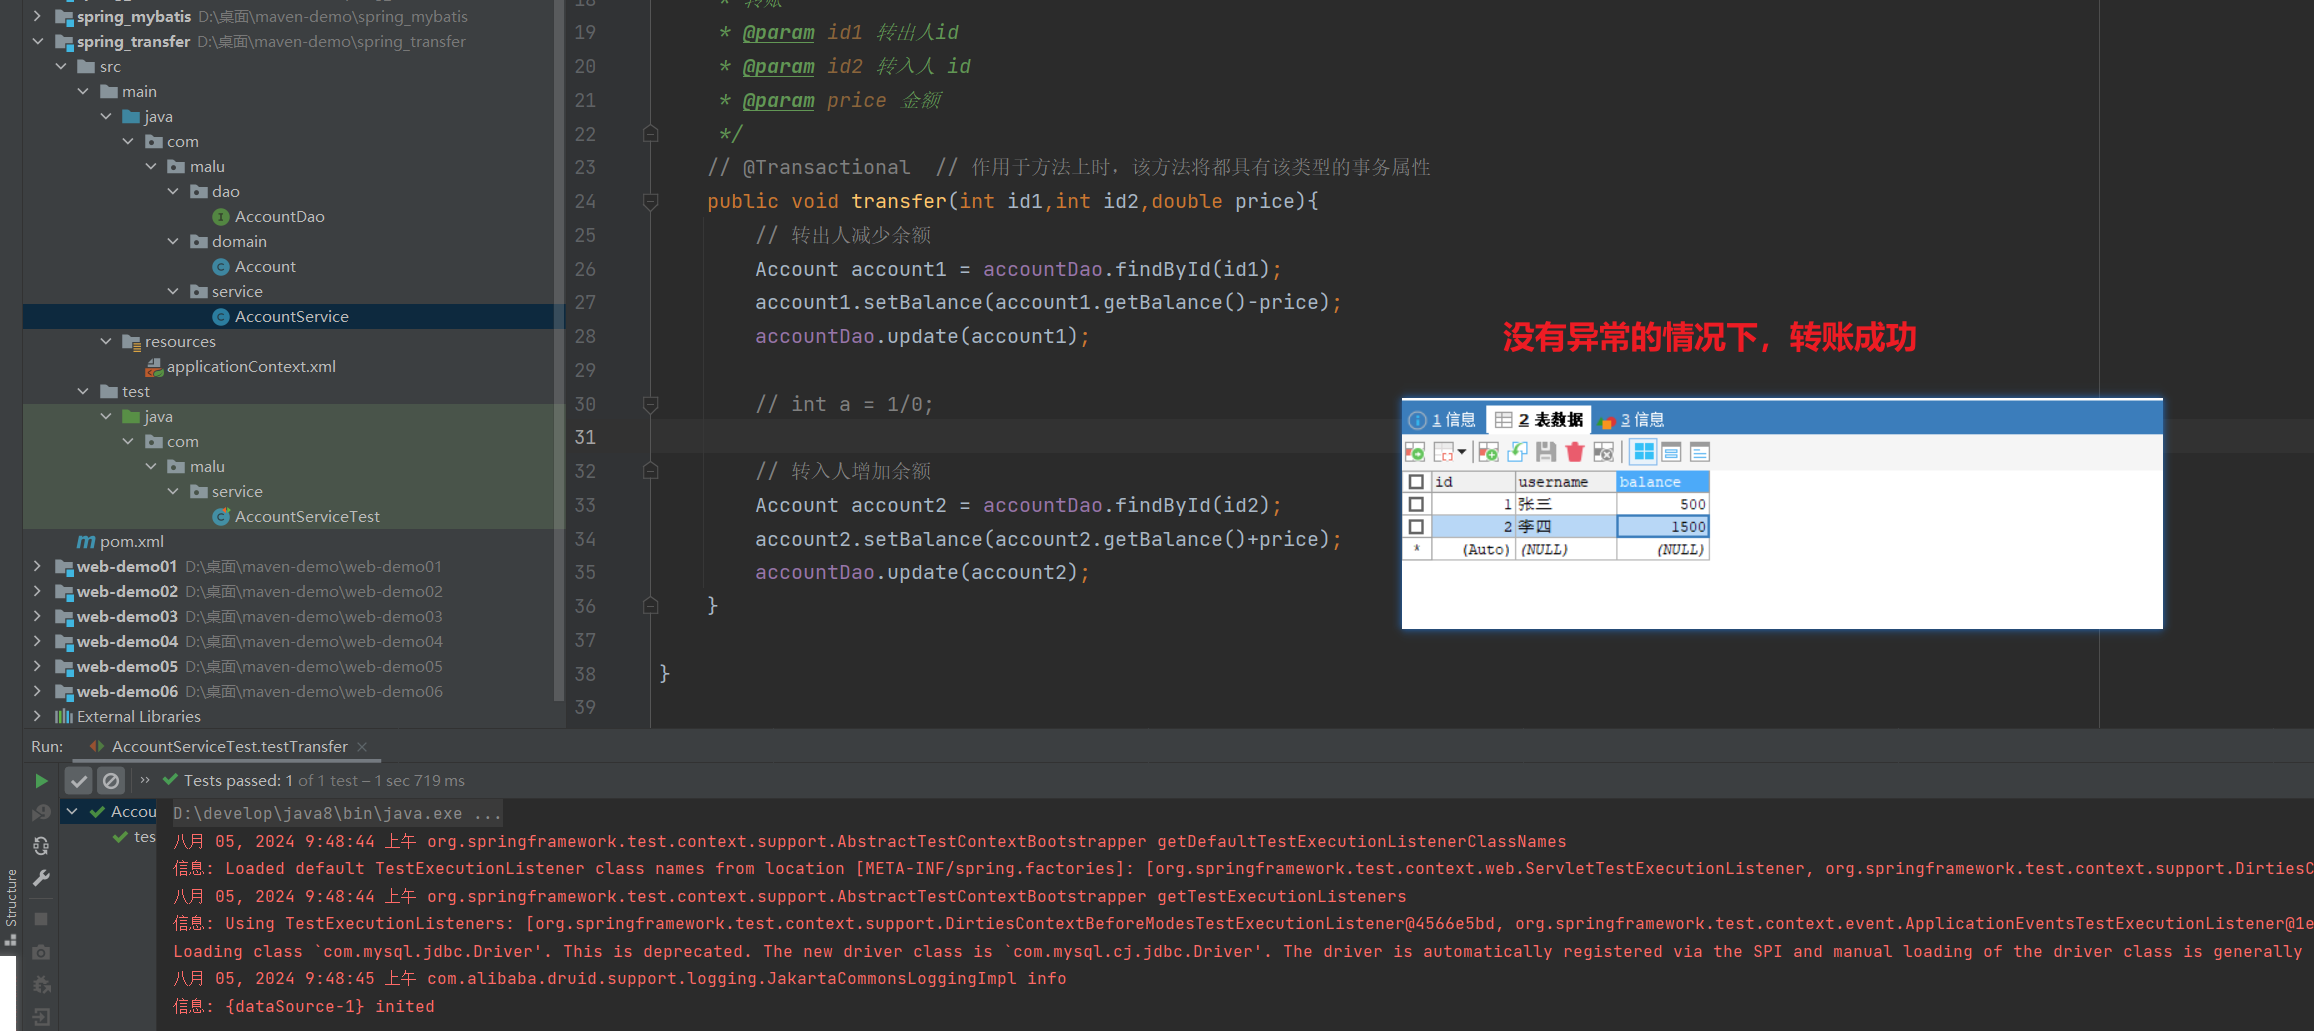 spring_mybatis D:\桌面\maven-demo\spring_mybatis
spring_transfer D:\桌面\maven-demo\spring_transfer
src
main
java
com
malu
dao
AccountDao
domain
Account
service
AccountService
resources
applicationContext.xml
test
java
com
malu
service
AccountServiceTest
pom.xml
web-demo01 D:\桌面\maven-demo\web-demo01
web-demo02 D:\桌面\maven-demo\web-demo02
web-demo03 D:\桌面\maven-demo\web-demo03
web-demo04 D:\桌面\maven-demo\web-demo04
web-demo05 D:\桌面\maven-demo\web-demo05
web-demo06 D:\桌面\maven-demo\web-demo06
External Libraries
18 * 转账
19 * @param id1 转出人id
20 * @param id2 转入人 id
21 * @param price 金额
22 */
23 // @Transactional // 作用于方法上时，该方法将都具有该类型的事务属性
24 public void transfer(int id1,int id2,double price){
25 // 转出人减少余额
26 Account account1 = accountDao.findById(id1);
27 account1.setBalance(account1.getBalance()-price);
28 accountDao.update(account1);
29
30 // int a = 1/0;
31
32 // 转入人增加余额
33 Account account2 = accountDao.findById(id2);
34 account2.setBalance(account2.getBalance()+price);
35 accountDao.update(account2);
36 }
37
38 }
39
没有异常的情况下，转账成功
1 信息 2 表数据 3 信息
id username balance
1 张三 500
2 李四 1500
* (Auto) (NULL) (NULL)
Run: AccountServiceTest.testTransfer ×
» Tests passed: 1 of 1 test – 1 sec 719 ms
Accou
tes
D:\develop\java8\bin\java.exe ...
八月 05, 2024 9:48:44 上午 org.springframework.test.context.support.AbstractTestContextBootstrapper getDefaultTestExecutionListenerClassNames
信息: Loaded default TestExecutionListener class names from location [META-INF/spring.factories]: [org.springframework.test.context.web.ServletTestExecutionListener, org.springframework.test.context.support.DirtiesC
八月 05, 2024 9:48:44 上午 org.springframework.test.context.support.AbstractTestContextBootstrapper getTestExecutionListeners
信息: Using TestExecutionListeners: [org.springframework.test.context.support.DirtiesContextBeforeModesTestExecutionListener@4566e5bd, org.springframework.test.context.event.ApplicationEventsTestExecutionListener@1e
Loading class `com.mysql.jdbc.Driver'. This is deprecated. The new driver class is `com.mysql.cj.jdbc.Driver'. The driver is automatically registered via the SPI and manual loading of the driver class is generally
八月 05, 2024 9:48:45 上午 com.alibaba.druid.support.logging.JakartaCommonsLoggingImpl info
信息: {dataSource-1} inited
Structure